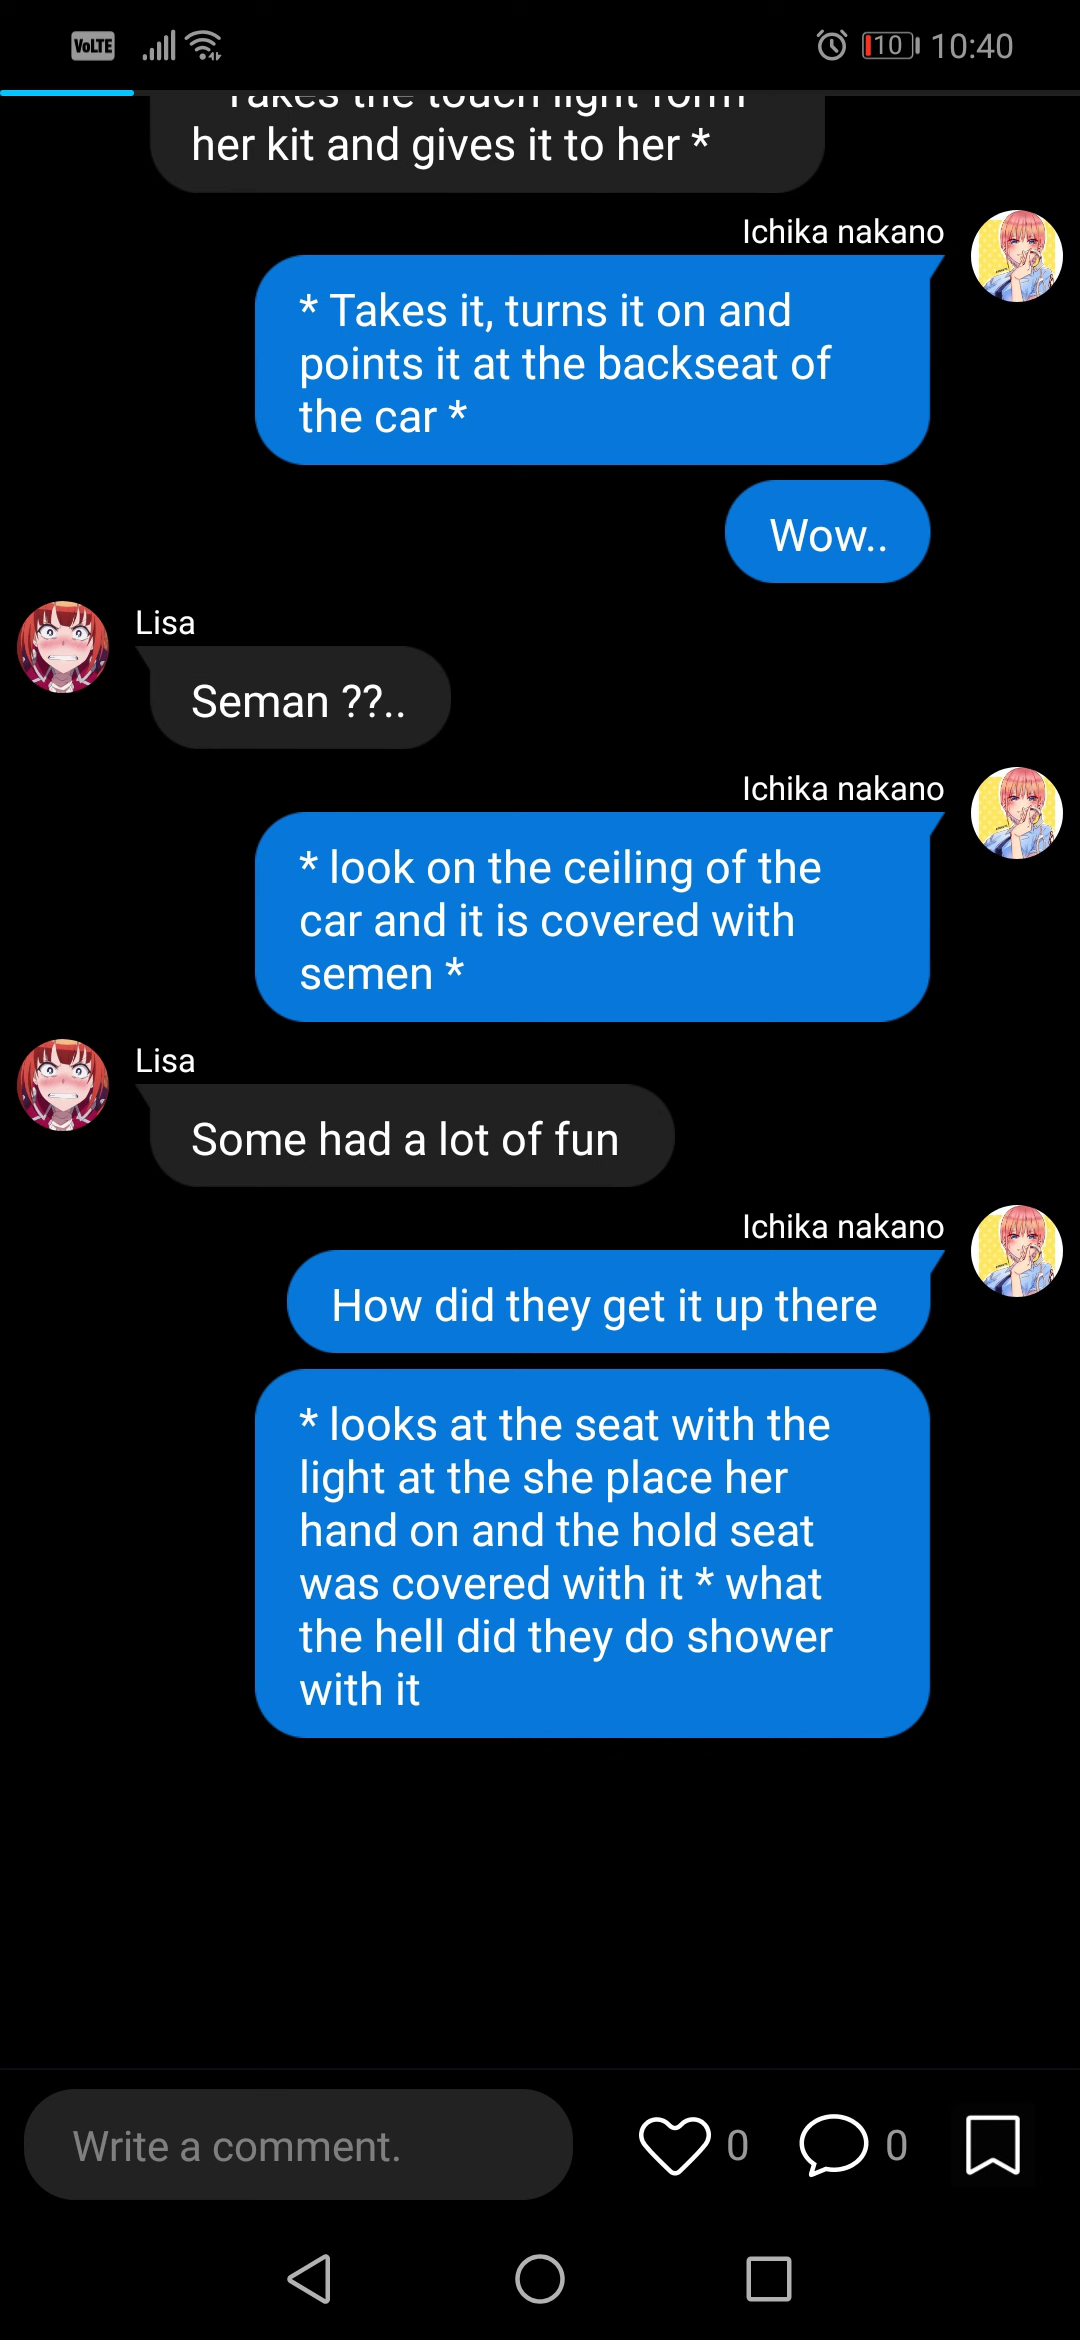 VoLTE 10 10:40
Takes the touch light form
her kit and gives it to her *
Ichika nakano
* Takes it, turns it on and
points it at the backseat of
the car *
Wow..
Lisa
Seman ??..
Ichika nakano
* look on the ceiling of the
car and it is covered with
semen *
Lisa
Some had a lot of fun
Ichika nakano
How did they get it up there
* looks at the seat with the
light at the she place her
hand on and the hold seat
was covered with it * what
the hell did they do shower
with it
Write a comment. 0 0